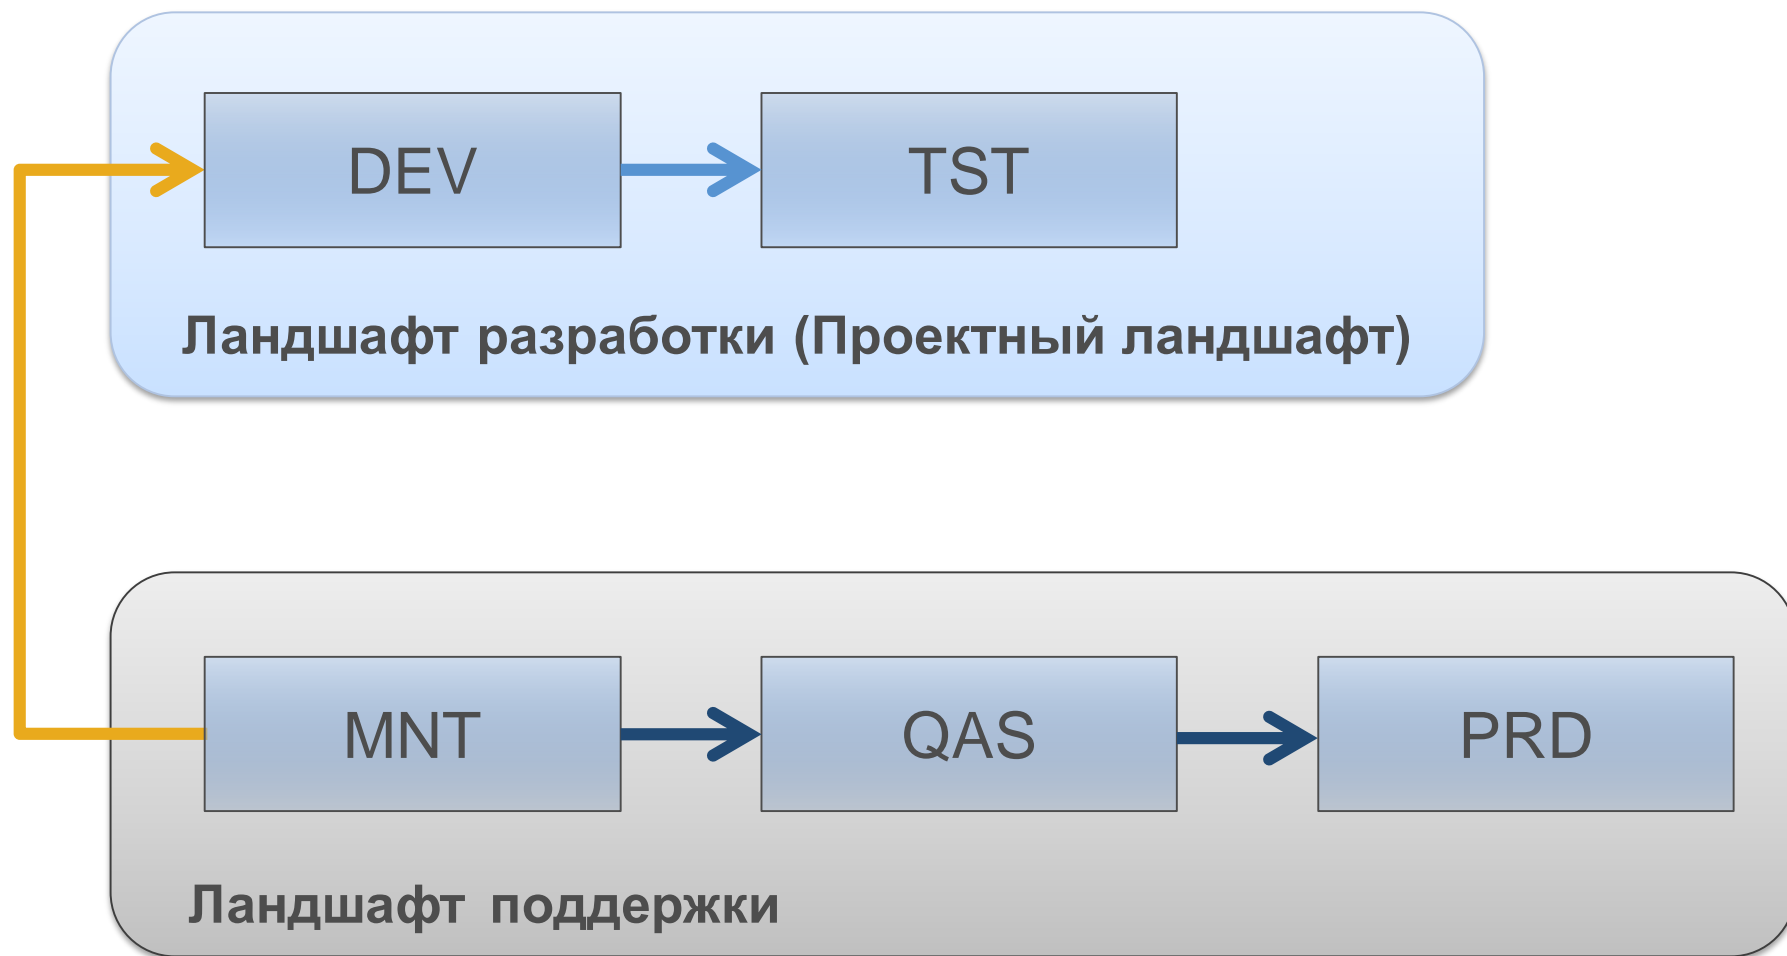 DEV
TST
Ландшафт разработки (Проектный ландшафт)
MNT
QAS
PRD
Ландшафт поддержки